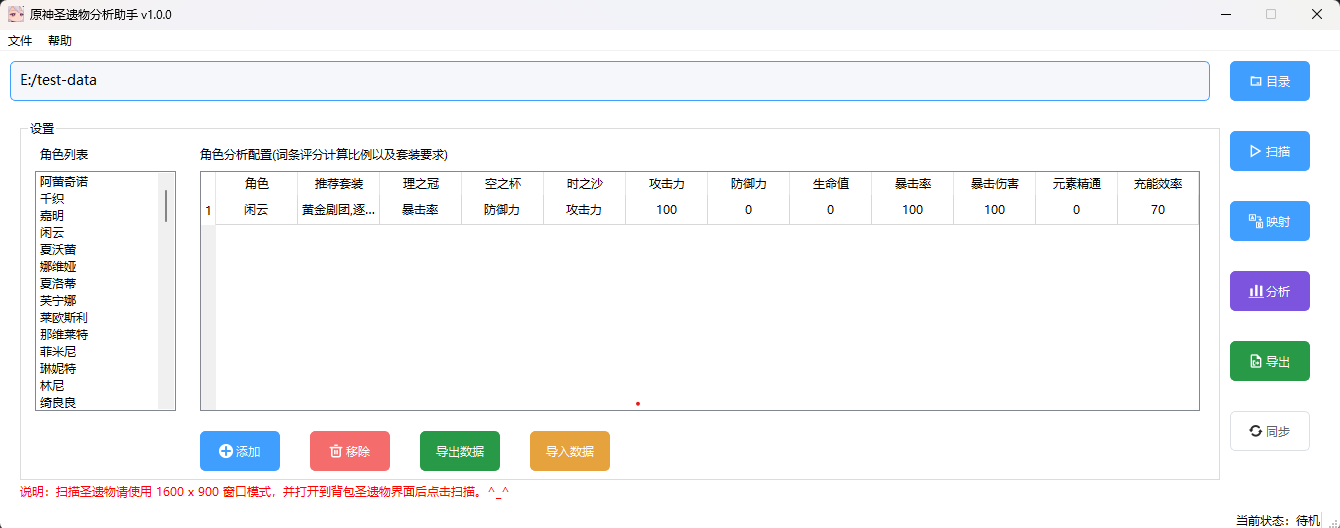 原神圣遗物分析助手 v1.0.0
文件 帮助
E:/test-data
目录
设置
角色列表
角色分析配置(词条评分计算比例以及套装要求)
扫描
阿蕾奇诺
千织
嘉明
闲云
夏沃蕾
娜维娅
夏洛蒂
芙宁娜
莱欧斯利
那维莱特
菲米尼
琳妮特
林尼
绮良良
角色 推荐套装 理之冠 空之杯 时之沙 攻击力 防御力 生命值 暴击率 暴击伤害 元素精通 充能效率
1 闲云 黄金剧团,逐... 暴击率 防御力 攻击力 100 0 0 100 100 0 70
映射
分析
导出
同步
添加 移除 导出数据 导入数据
说明：扫描圣遗物请使用 1600 x 900 窗口模式，并打开到背包圣遗物界面后点击扫描。^_^
当前状态：待机